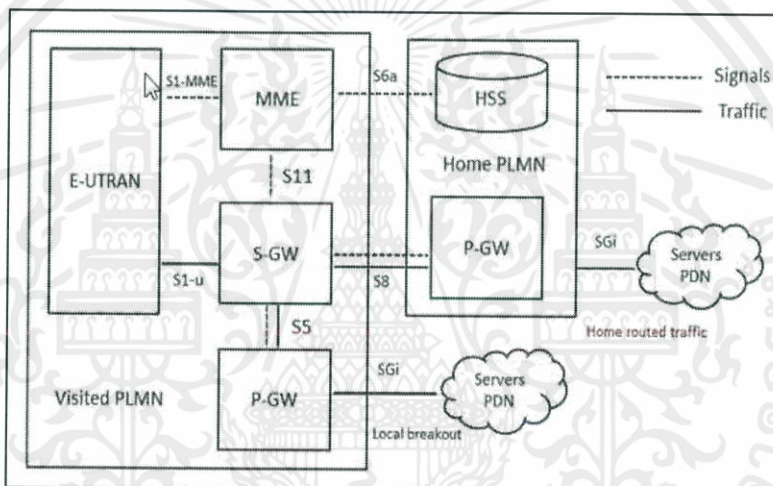 S1-MME
MME
S6a
HSS
Signals
Traffic
E-UTRAN
S11
Home PLMN
S-GW
P-GW
SGi
Servers
PDN
S1-u
S8
Home routed traffic
S5
Visited PLMN
P-GW
SGi
Servers
PDN
Local breakout